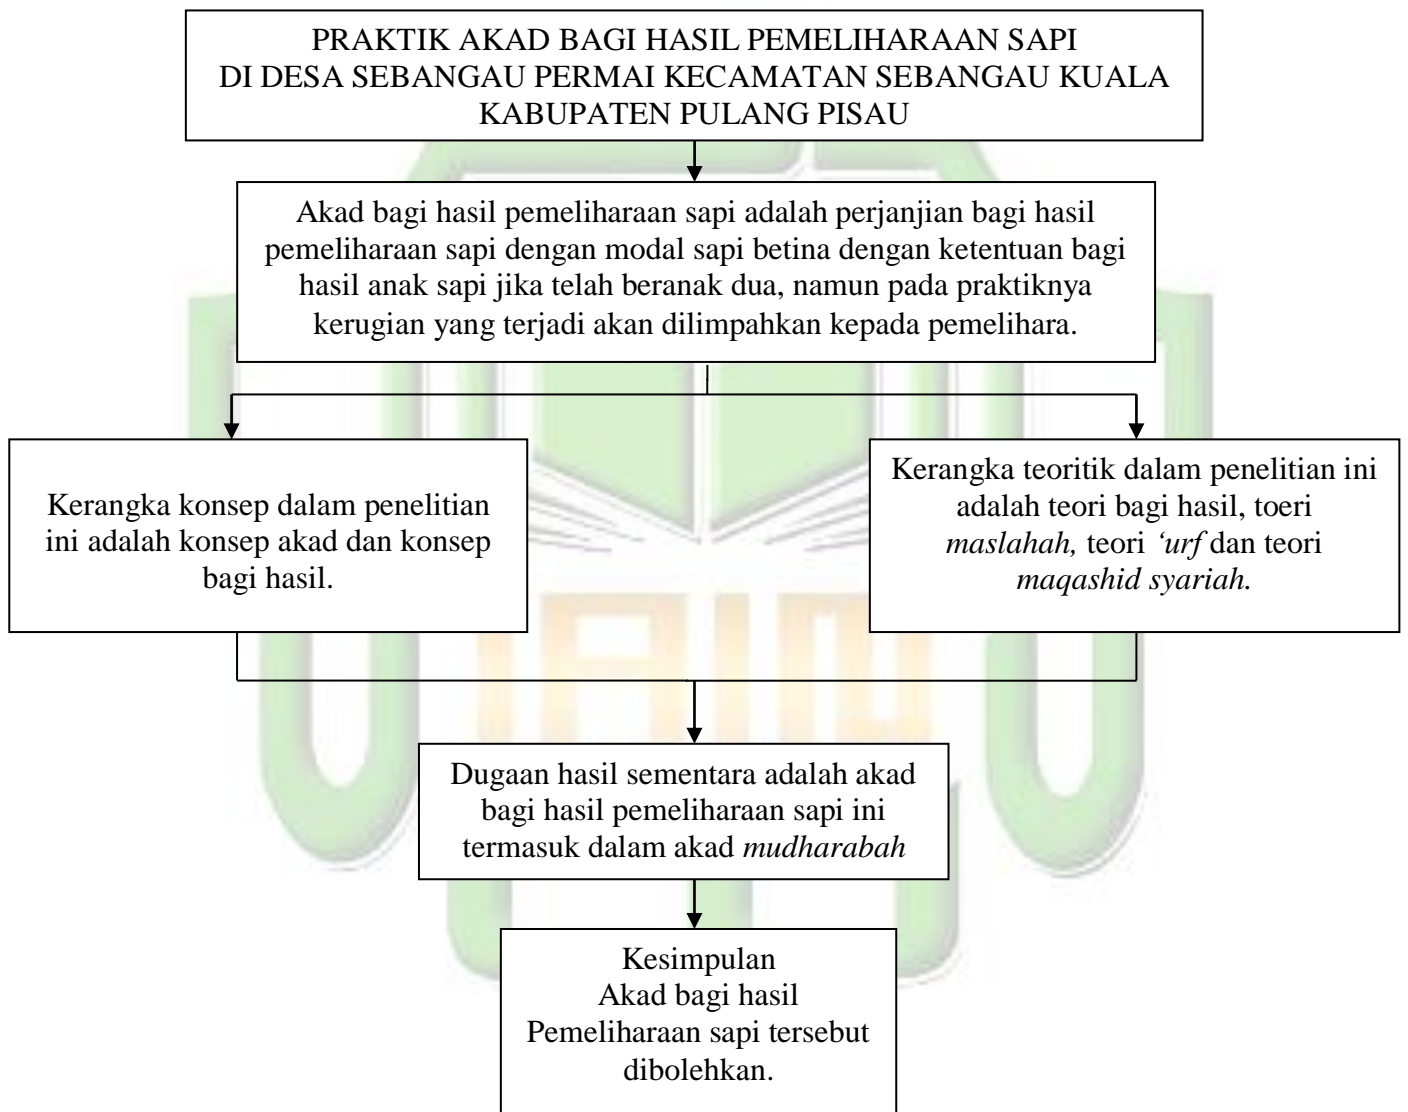 PRAKTIK AKAD BAGI HASIL PEMELIHARAAN SAPI
DI DESA SEBANGAU PERMAI KECAMATAN SEBANGAU KUALA
KABUPATEN PULANG PISAU
Akad bagi hasil pemeliharaan sapi adalah perjanjian bagi hasil
pemeliharaan sapi dengan modal sapi betina dengan ketentuan bagi
hasil anak sapi jika telah beranak dua, namun pada praktiknya
kerugian yang terjadi akan dilimpahkan kepada pemelihara.
Kerangka konsep dalam penelitian
ini adalah konsep akad dan konsep
bagi hasil.
Kerangka teoritik dalam penelitian ini
adalah teori bagi hasil, toeri
maslahah, teori ‘urf dan teori
maqashid syariah.
IAIN
Dugaan hasil sementara adalah akad
bagi hasil pemeliharaan sapi ini
termasuk dalam akad mudharabah
Kesimpulan
Akad bagi hasil
Pemeliharaan sapi tersebut
dibolehkan.